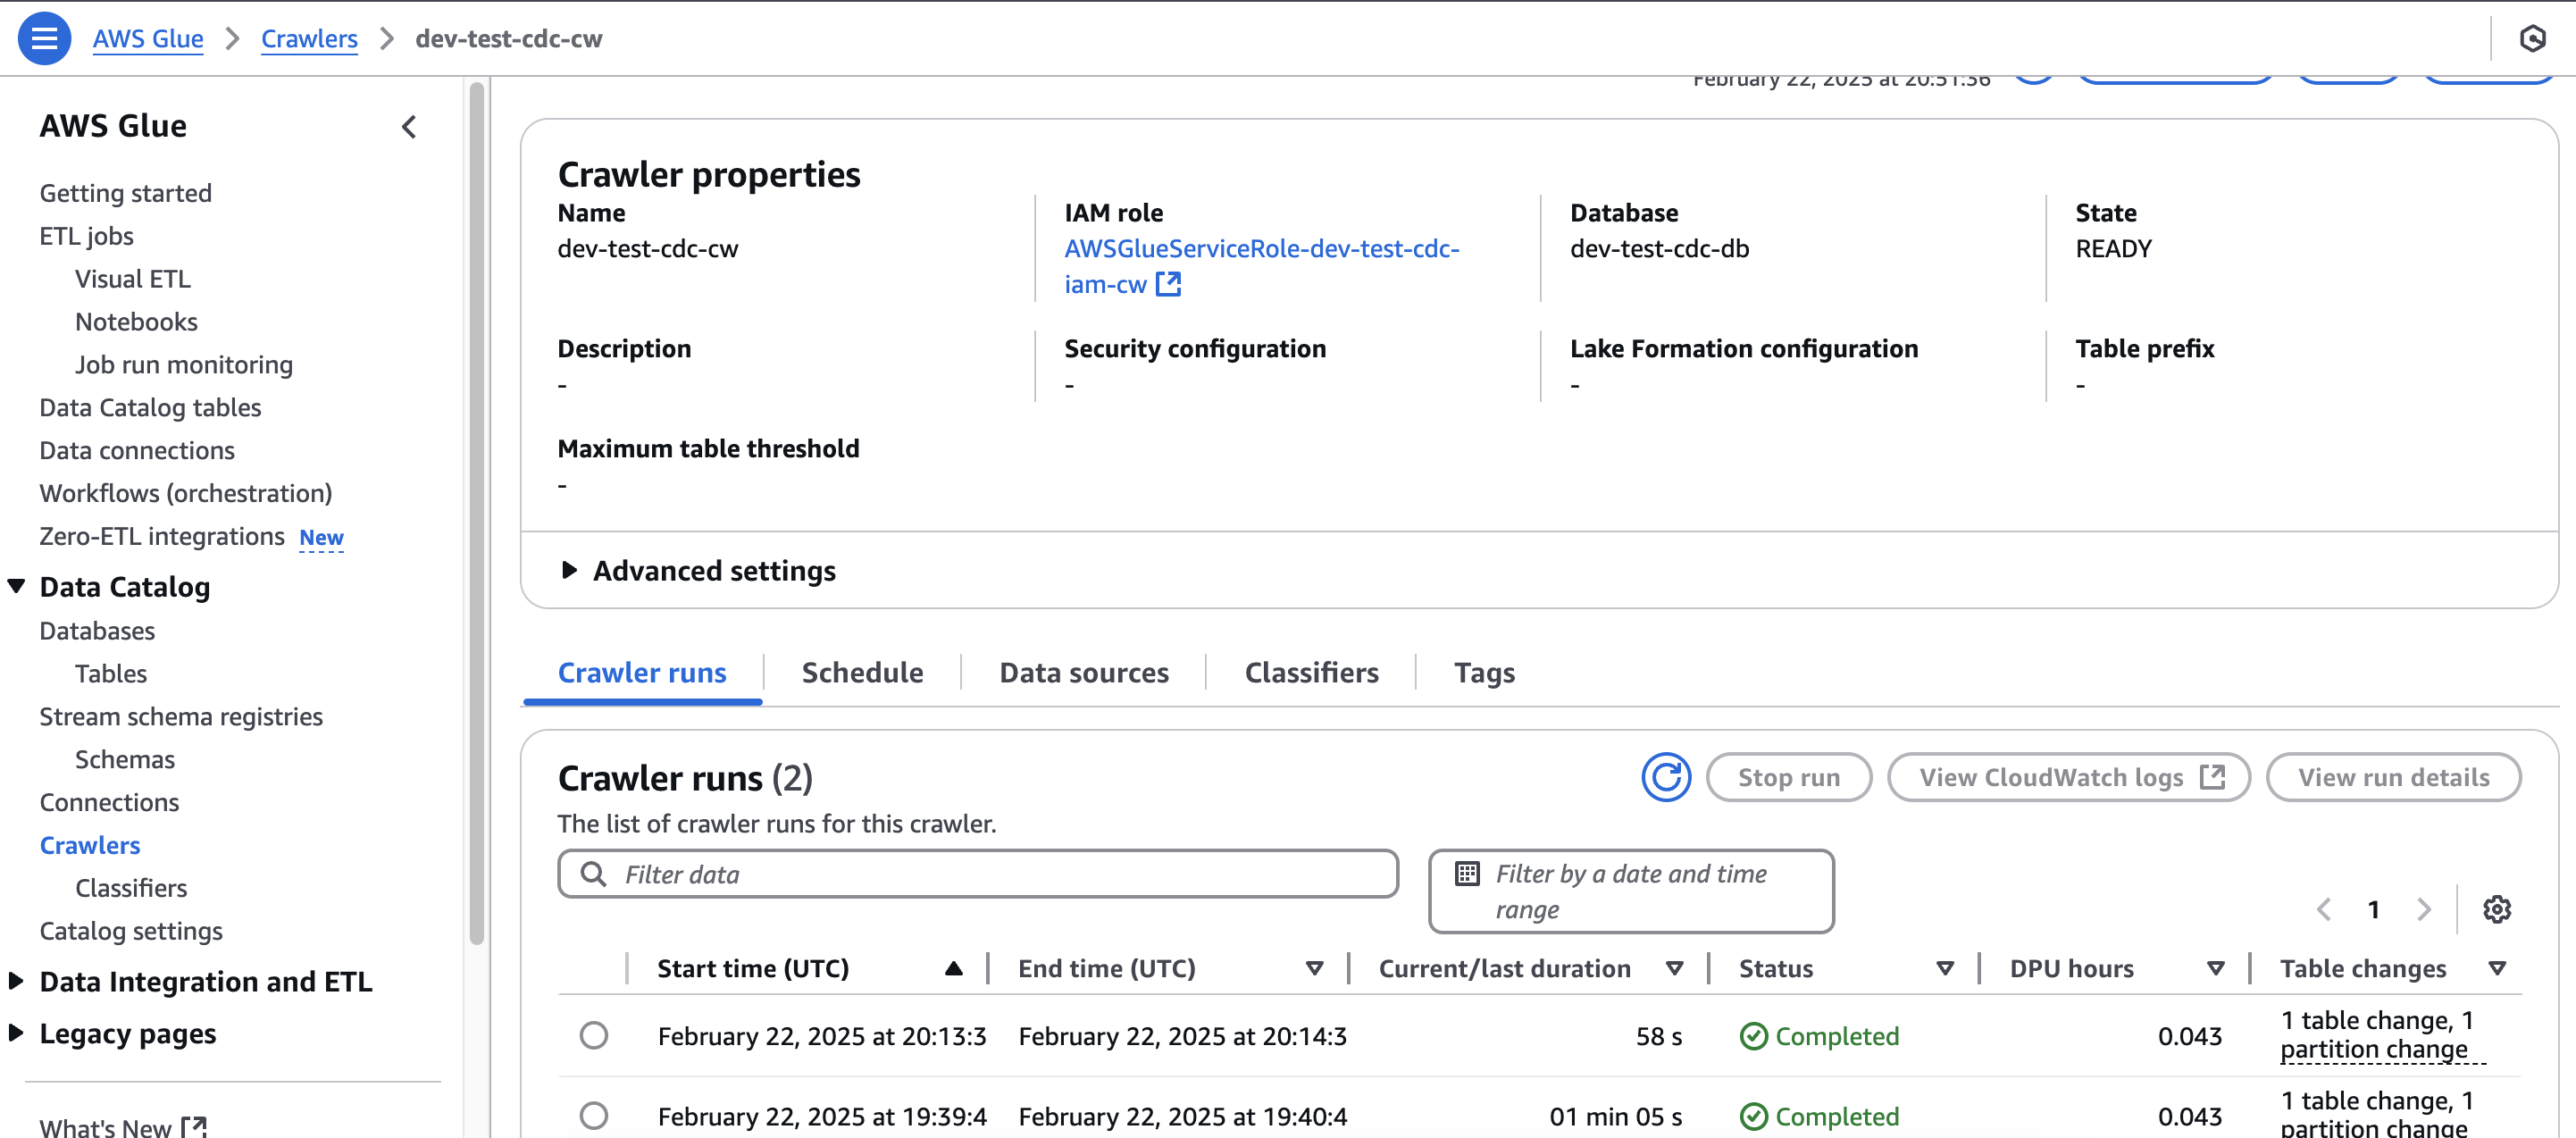 AWS Glue
Crawlers
dev-test-cdc-cw
February 22, 2025 at 20:51:36
AWS Glue
Getting started
ETL jobs
Visual ETL
Notebooks
Job run monitoring
Data Catalog tables
Data connections
Workflows (orchestration)
Zero-ETL integrations New
Data Catalog
Databases
Tables
Stream schema registries
Schemas
Connections
Crawlers
Classifiers
Catalog settings
Data Integration and ETL
Legacy pages
What's New
Crawler properties
Name
dev-test-cdc-cw
IAM role
AWSGlueServiceRole-dev-test-cdc-
iam-cw
Database
dev-test-cdc-db
State
READY
Description
-
Security configuration
-
Lake Formation configuration
-
Table prefix
-
Maximum table threshold
-
Advanced settings
Crawler runs
Schedule
Data sources
Classifiers
Tags
Crawler runs (2)
The list of crawler runs for this crawler.
Stop run
View CloudWatch logs
View run details
Filter data
Filter by a date and time
range
1
Start time (UTC) End time (UTC) Current/last duration Status DPU hours Table changes
February 22, 2025 at 20:13:3 February 22, 2025 at 20:14:3 58 s Completed 0.043 1 table change, 1
partition change
February 22, 2025 at 19:39:4 February 22, 2025 at 19:40:4 01 min 05 s Completed 0.043 1 table change, 1
partition change